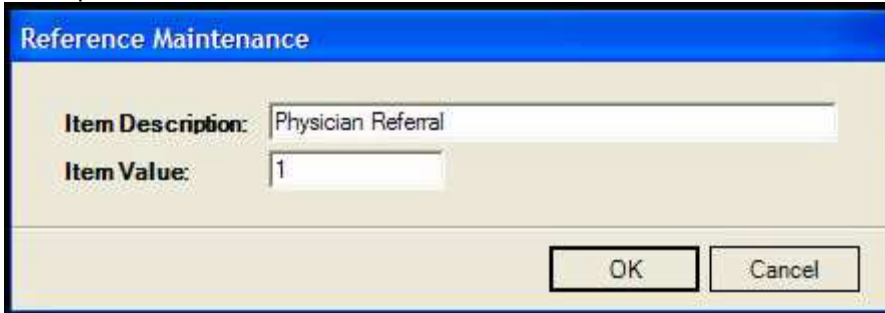 Reference Maintenance
Item Description: Physician Referral
Item Value: 1
OK Cancel